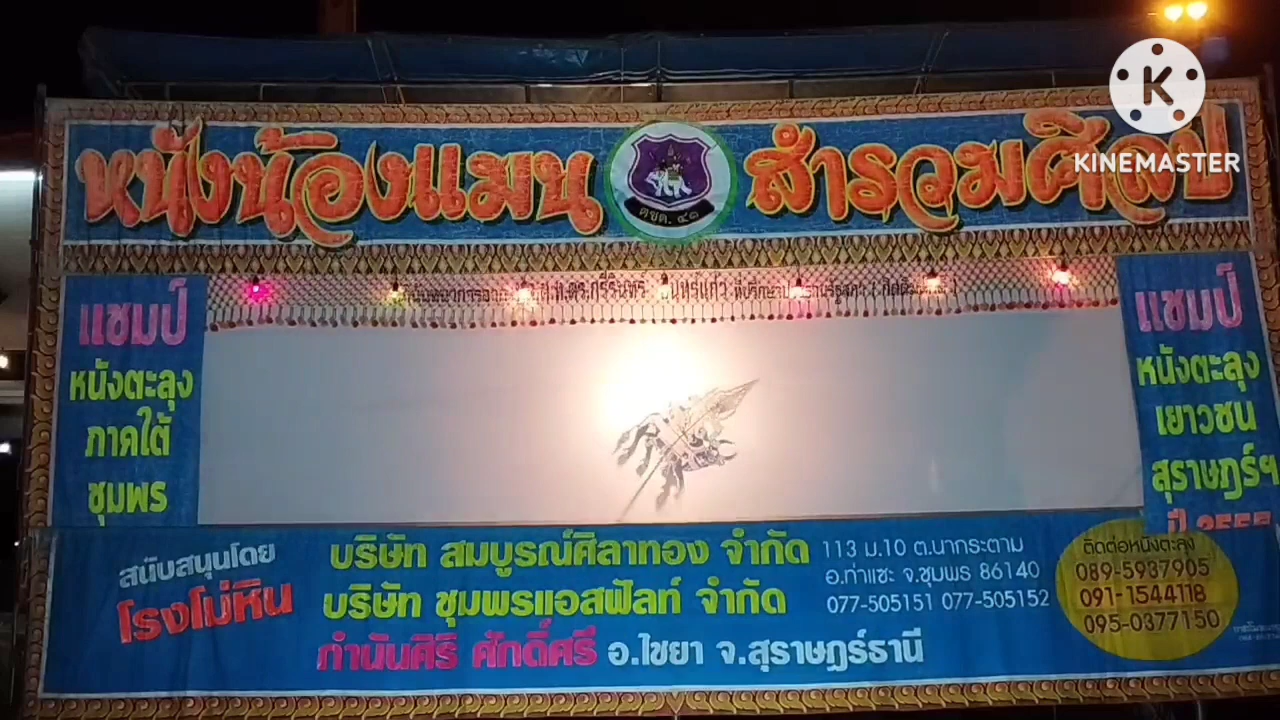 หนังน้องแมน สำรวมศิลป์
คชด. ๔๑
K
KINEMASTER
แชมป์
หนังตะลุง
ภาคใต้
ชุมพร
แชมป์
หนังตะลุง
เยาวชน
สุราษฎร์ฯ
ปี 2555
สนับสนุนโดย
โรงโม่หิน
บริษัท สมบูรณ์ศิลาทอง จำกัด
บริษัท ชุมพรแอสฟัลท์ จำกัด
กำนันศิริ ศักดิ์ศรี อ.ไชยา จ.สุราษฎร์ธานี
113 ม.10 ต.นากระตาม
อ.ท่าแซะ จ.ชุมพร 86140
077-505151 077-505152
ติดต่อหนังตะลุง
089-5937905
091-1544118
095-0377150